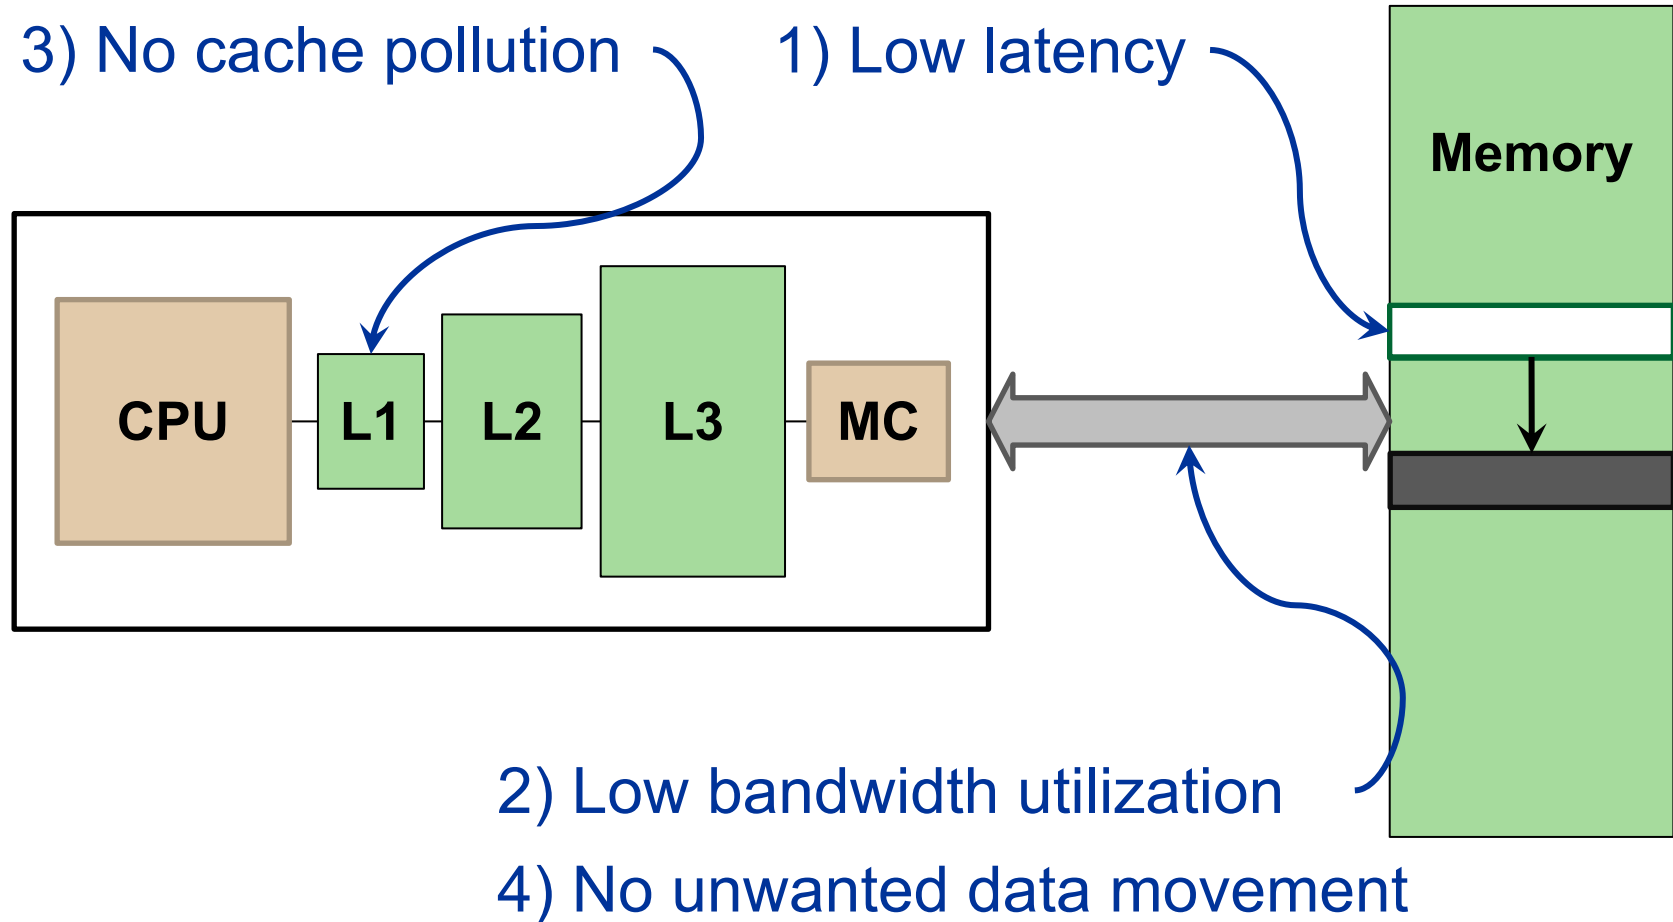 3) No cache pollution
1) Low latency
Memory
CPU
L1
L2
L3
MC
2) Low bandwidth utilization
4) No unwanted data movement